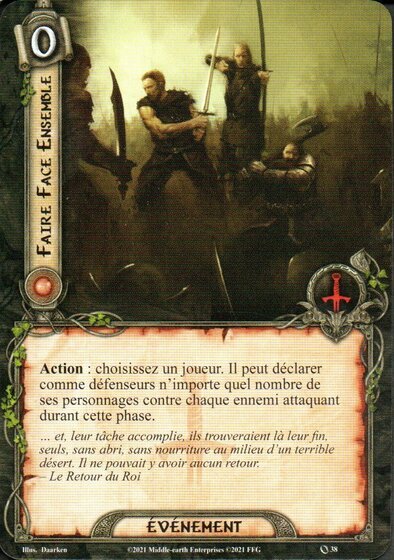 0
Faire Face Ensemble
Action : choisissez un joueur. Il peut déclarer
comme défenseurs n'importe quel nombre de
ses personnages contre chaque ennemi attaquant
durant cette phase.
… et, leur tâche accomplie, ils trouveraient là leur fin,
seuls, sans abri, sans nourriture au milieu d'un terrible
désert. Il ne pouvait y avoir aucun retour.
– Le Retour du Roi
ÉVÉNEMENT
Illus. Daarken
©2021 Middle-earth Enterprises ©2021 FFG
38